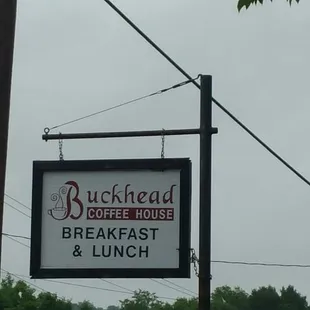 Buckhead
COFFEE HOUSE
BREAKFAST
& LUNCH